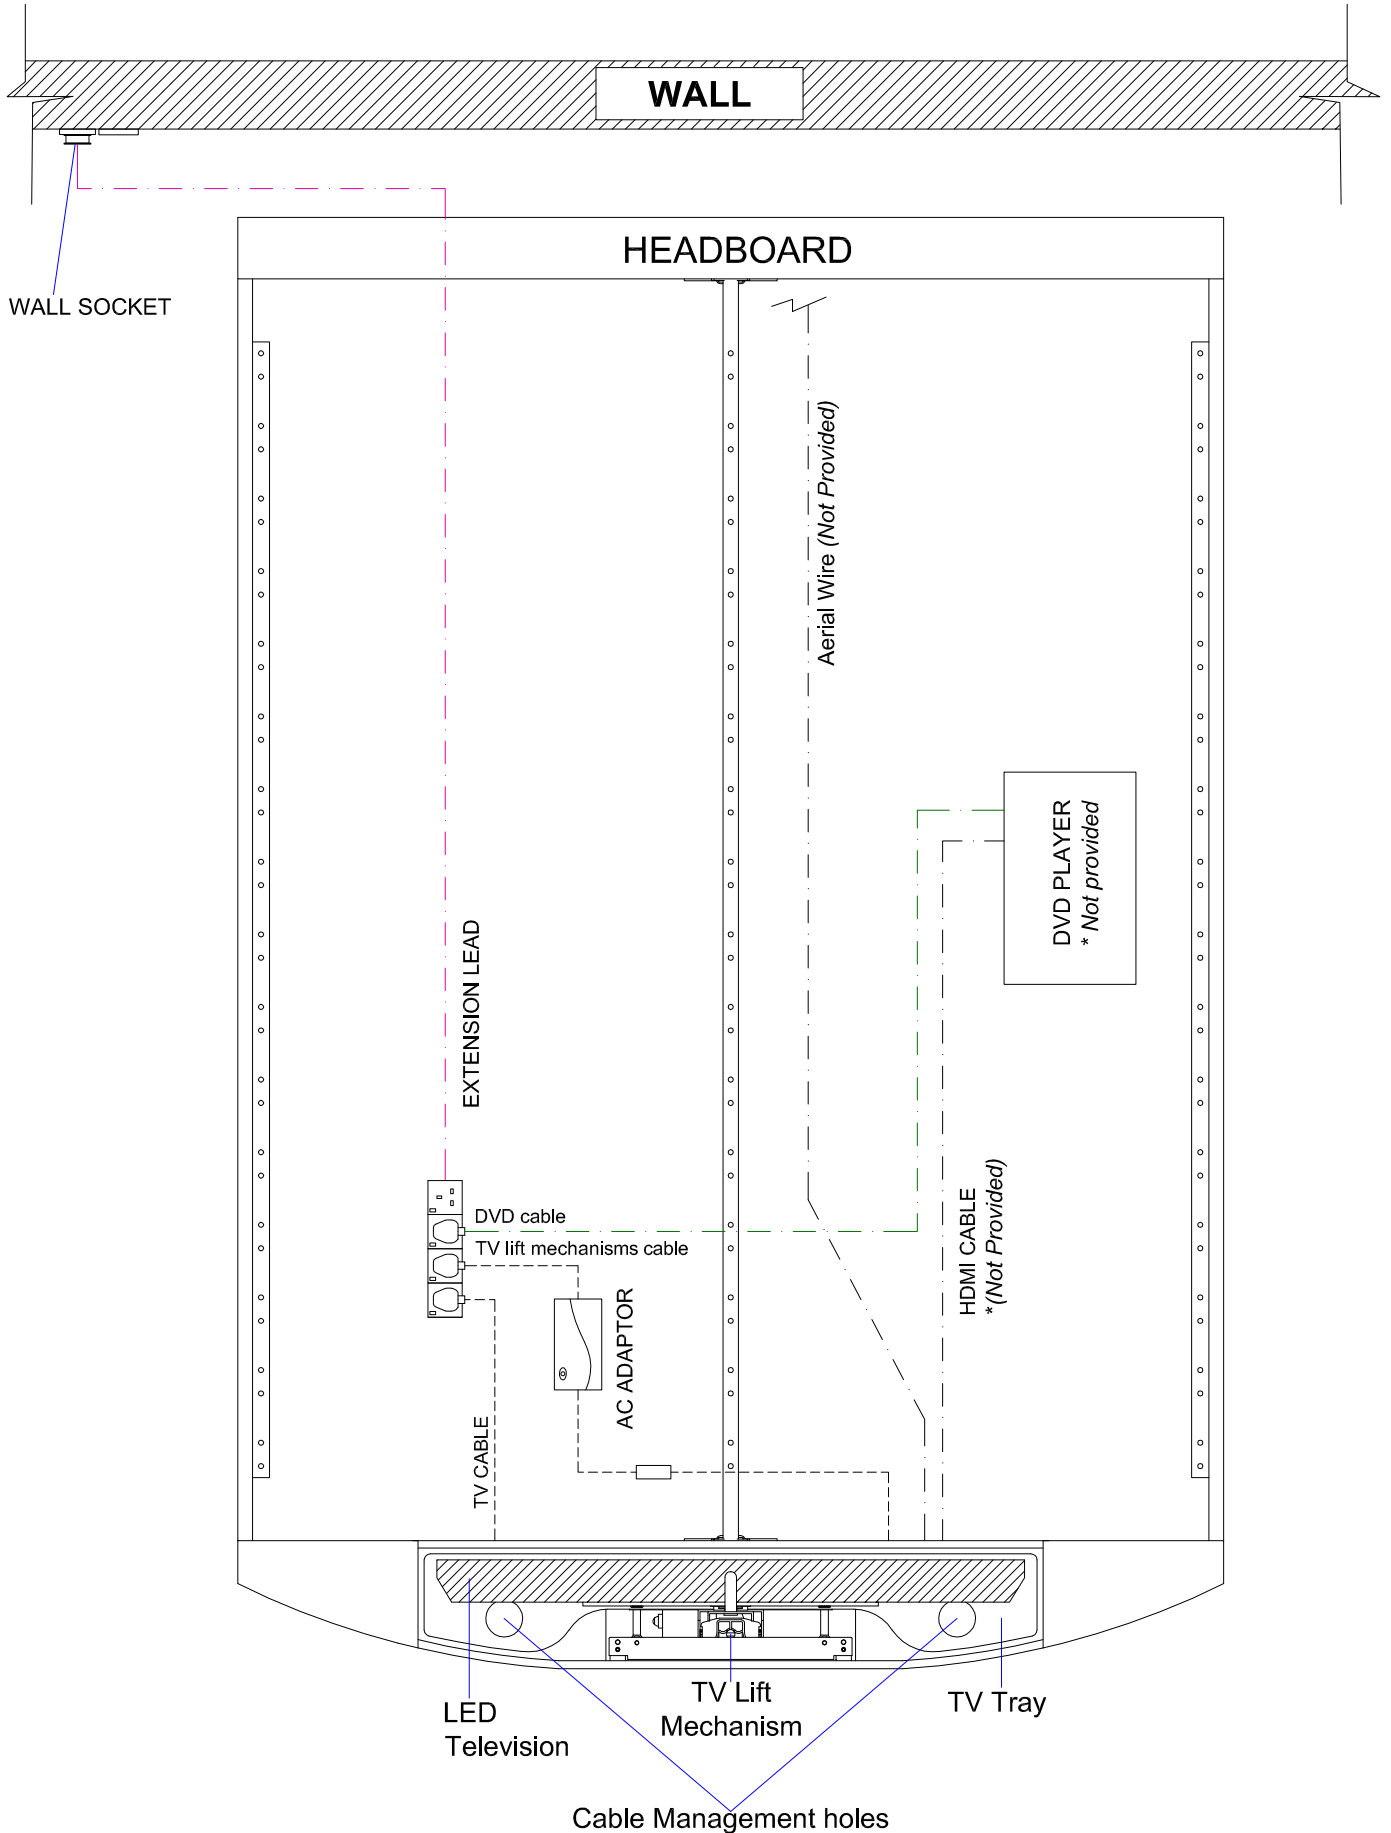 WALL
HEADBOARD
WALL SOCKET
Aerial Wire (Not Provided)
DVD PLAYER
* Not provided
EXTENSION LEAD
DVD cable
TV lift mechanisms cable
HDMI CABLE
*(Not Provided)
AC ADAPTOR
TV CABLE
LED
Television
TV Lift
Mechanism
TV Tray
Cable Management holes